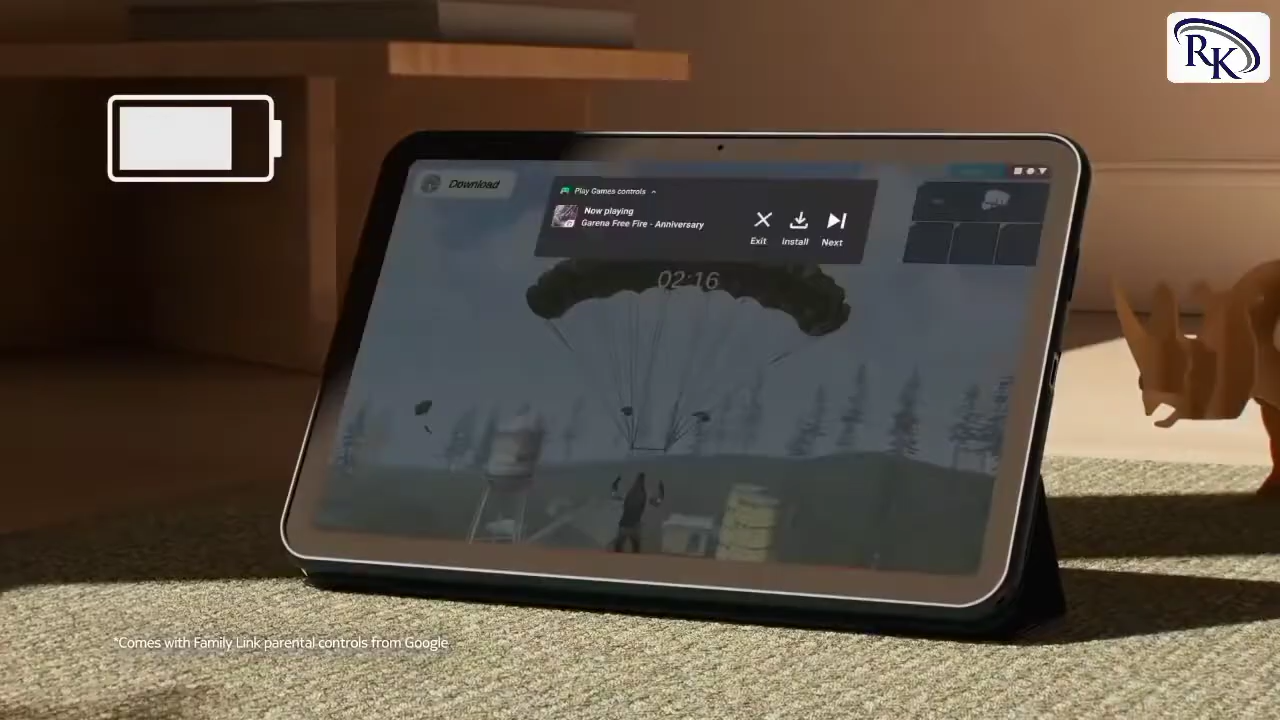 RK
Download
Play Games controls
Now playing
Garena Free Fire - Anniversary
Exit
Install
Next
02:16
*Comes with Family Link parental controls from Google